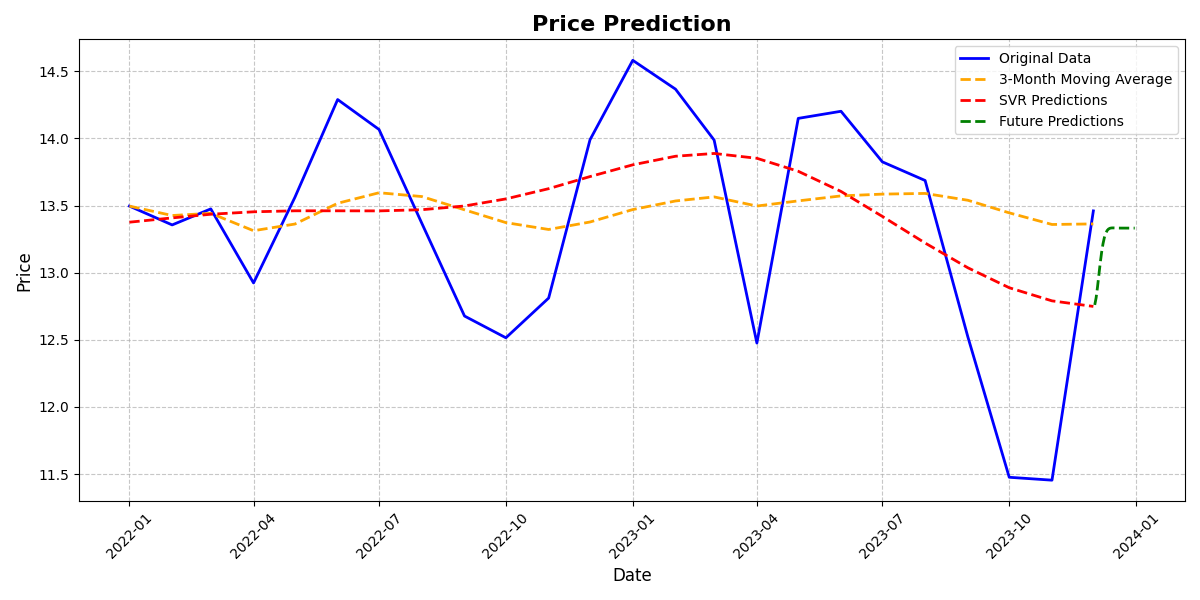 Price Prediction
Original Data
3-Month Moving Average
SVR Predictions
Future Predictions
Price
14.5
14.0
13.5
13.0
12.5
12.0
11.5
2022-01
2022-04
2022-07
2022-10
2023-01
2023-04
2023-07
2023-10
2024-01
Date